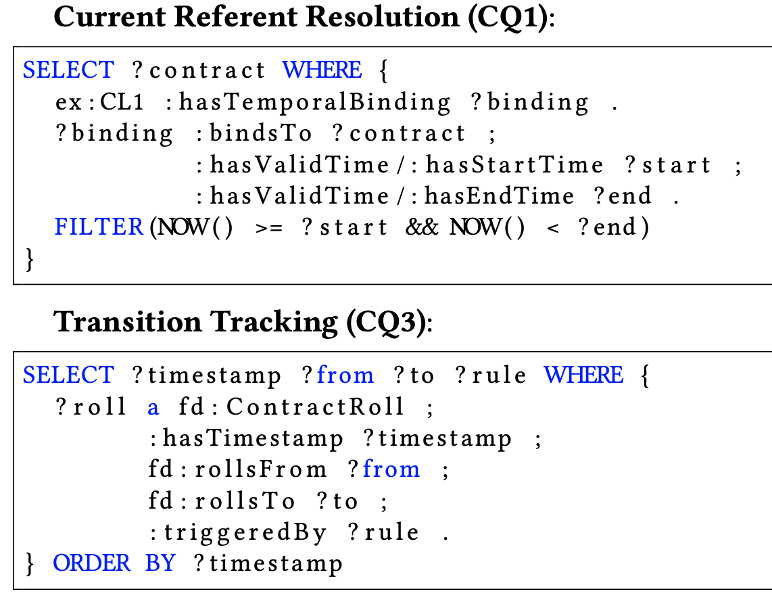 Current Referent Resolution (CQ1):
SELECT ?contract WHERE {
ex:CL1 :hasTemporalBinding ?binding .
?binding :bindsTo ?contract ;
:hasValidTime/:hasStartTime ?start ;
:hasValidTime/:hasEndTime ?end .
FILTER(NOW() >= ?start && NOW() < ?end)
}
Transition Tracking (CQ3):
SELECT ?timestamp ?from ?to ?rule WHERE {
?roll a fd:ContractRoll ;
:hasTimestamp ?timestamp ;
fd:rollsFrom ?from ;
fd:rollsTo ?to ;
:triggeredBy ?rule .
} ORDER BY ?timestamp